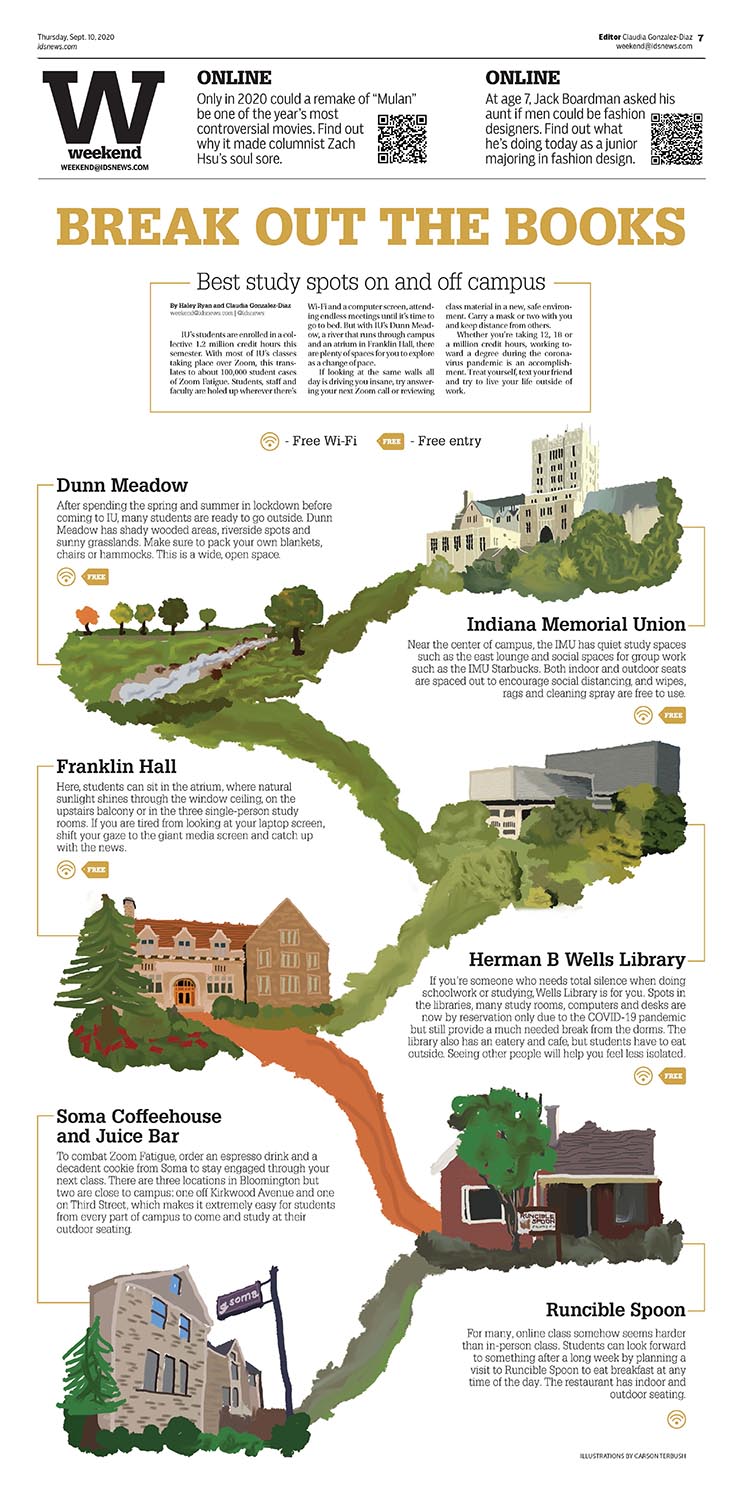 Thursday, Sept. 10, 2020
idsnews.com
Editor Claudia Gonzalez-Diaz 7
weekend@idsnews.com
W
weekend
WEEKEND@IDSNEWS.COM
ONLINE
Only in 2020 could a remake of “Mulan”
be one of the year’s most
controversial movies. Find out
why it made columnist Zach
Hsu’s soul sore.
ONLINE
At age 7, Jack Boardman asked his
aunt if men could be fashion
designers. Find out what
he’s doing today as a junior
majoring in fashion design.
BREAK OUT THE BOOKS
Best study spots on and off campus
By Haley Ryan and Claudia Gonzalez-Diaz
weekend@idsnews.com | @idsnews
IU’s students are enrolled in a col-
lective 1.2 million credit hours this
semester. With most of IU’s classes
taking place over Zoom, this trans-
lates to about 100,000 student cases
of Zoom Fatigue. Students, staff and
faculty are holed up wherever there’s
Wi-Fi and a computer screen, attend-
ing endless meetings until it’s time to
go to bed. But with IU’s Dunn Mead-
ow, a river that runs through campus
and an atrium in Franklin Hall, there
are plenty of spaces for you to explore
as a change of pace.
If looking at the same walls all
day is driving you insane, try answer-
ing your next Zoom call or reviewing
class material in a new, safe environ-
ment. Carry a mask or two with you
and keep distance from others.
Whether you’re taking 12, 18 or
a million credit hours, working to-
ward a degree during the corona-
virus pandemic is an accomplish-
ment. Treat yourself, text your friend
and try to live your life outside of
work.
- Free Wi-Fi
FREE - Free entry
Dunn Meadow
After spending the spring and summer in lockdown before
coming to IU, many students are ready to go outside. Dunn
Meadow has shady wooded areas, riverside spots and
sunny grasslands. Make sure to pack your own blankets,
chairs or hammocks. This is a wide, open space.
FREE
Indiana Memorial Union
Near the center of campus, the IMU has quiet study spaces
such as the east lounge and social spaces for group work
such as the IMU Starbucks. Both indoor and outdoor seats
are spaced out to encourage social distancing, and wipes,
rags and cleaning spray are free to use.
FREE
Franklin Hall
Here, students can sit in the atrium, where natural
sunlight shines through the window ceiling, on the
upstairs balcony or in the three single-person study
rooms. If you are tired from looking at your laptop screen,
shift your gaze to the giant media screen and catch up
with the news.
FREE
Herman B Wells Library
If you’re someone who needs total silence when doing
schoolwork or studying, Wells Library is for you. Spots in
the libraries, many study rooms, computers and desks are
now by reservation only due to the COVID-19 pandemic
but still provide a much needed break from the dorms. The
library also has an eatery and cafe, but students have to eat
outside. Seeing other people will help you feel less isolated.
FREE
Soma Coffeehouse
and Juice Bar
To combat Zoom Fatigue, order an espresso drink and a
decadent cookie from Soma to stay engaged through your
next class. There are three locations in Bloomington but
two are close to campus: one off Kirkwood Avenue and one
on Third Street, which makes it extremely easy for students
from every part of campus to come and study at their
outdoor seating.
RUNCIBLE
SPOON
soma
Runcible Spoon
For many, online class somehow seems harder
than in-person class. Students can look forward
to something after a long week by planning a
visit to Runcible Spoon to eat breakfast at any
time of the day. The restaurant has indoor and
outdoor seating.
ILLUSTRATIONS BY CARSON TERBUSH